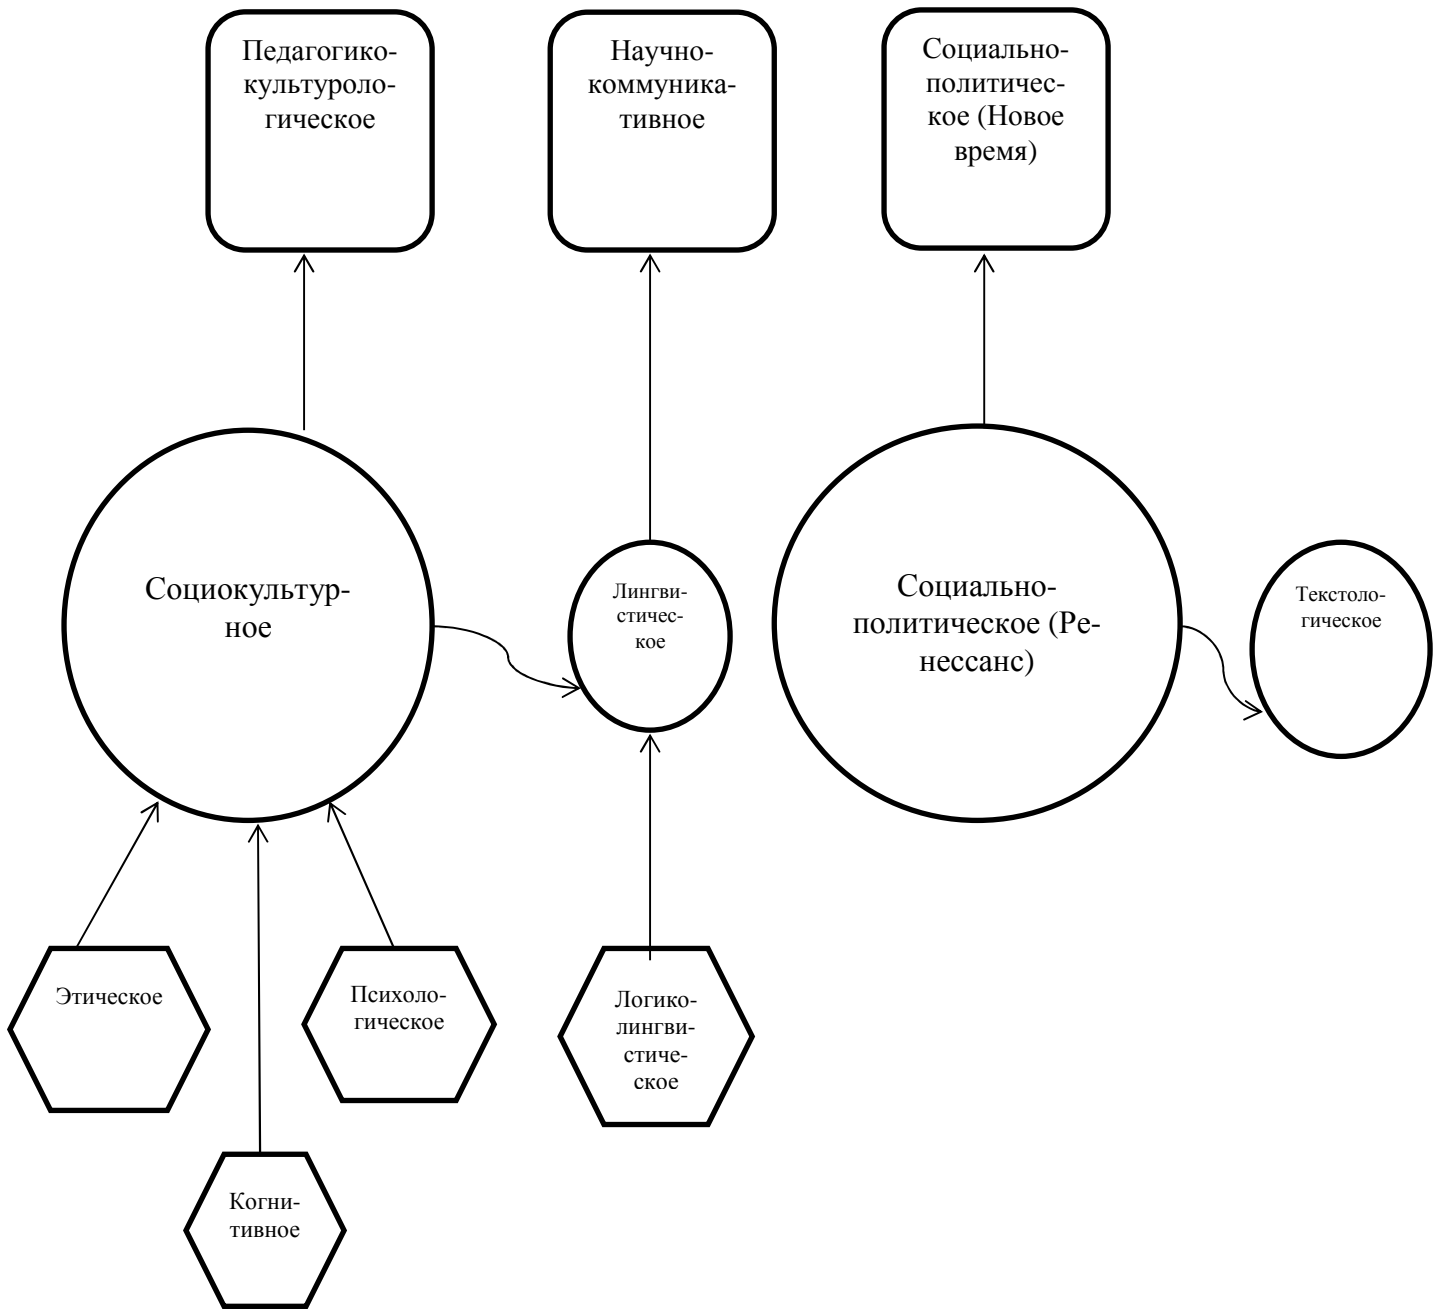 Педагогико-
культуроло-
гическое
Научно-
коммуника-
тивное
Социально-
политичес-
кое (Новое
время)
Социокультур-
ное
Лингви-
стичес-
кое
Социально-
политическое (Ре-
нессанс)
Текстоло-
гическое
Этическое
Психоло-
гическое
Логико-
лингви-
стиче-
ское
Когни-
тивное